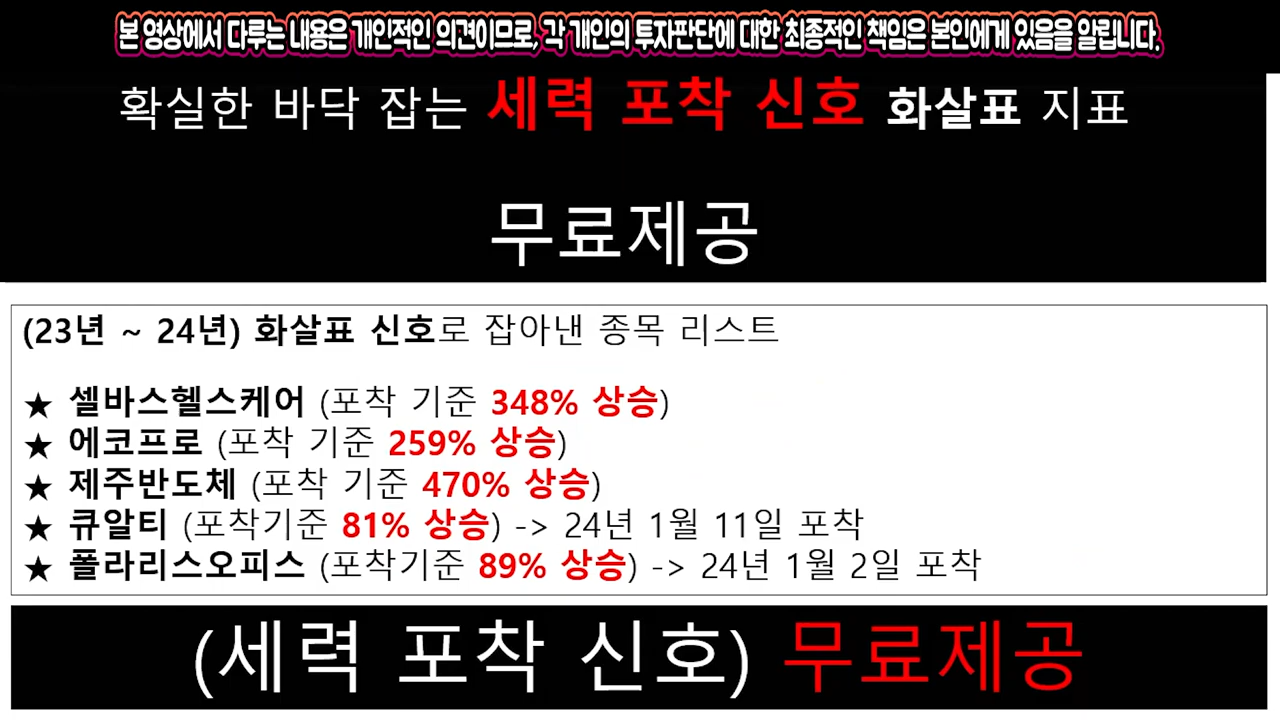 본 영상에서 다루는 내용은 개인적인 의견이므로, 각 개인의 투자판단에 대한 최종적인 책임은 본인에게 있음을 알립니다.
확실한 바닥 잡는 세력 포착 신호 화살표 지표
무료제공
(23년 ~ 24년) 화살표 신호로 잡아낸 종목 리스트
★ 셀바스헬스케어 (포착 기준 348% 상승)
★ 에코프로 (포착 기준 259% 상승)
★ 제주반도체 (포착 기준 470% 상승)
★ 큐알티 (포착기준 81% 상승) -> 24년 1월 11일 포착
★ 폴라리스오피스 (포착기준 89% 상승) -> 24년 1월 2일 포착
(세력 포착 신호) 무료제공